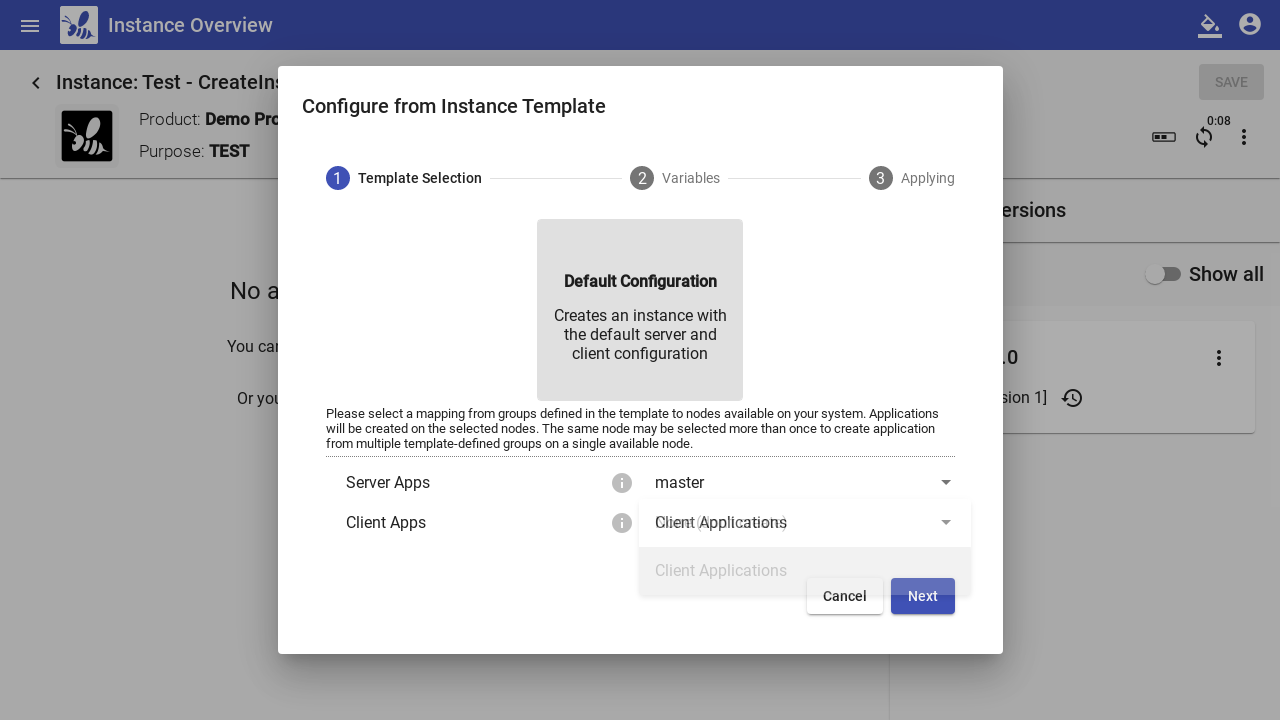 Instance Overview
Instance: Test - CreateIns
SAVE
Product: Demo Pro
Purpose: TEST
0:08
Configure from Instance Template
1 Template Selection
2 Variables
3 Applying
ersions
Show all
No a
You can
Or you
.0
sion 1]
Default Configuration
Creates an instance with
the default server and
client configuration
Please select a mapping from groups defined in the template to nodes available on your system. Applications
will be created on the selected nodes. The same node may be selected more than once to create application
from multiple template-defined groups on a single available node.
Server Apps
master
Client Apps
Client Applications
Client Applications
Cancel
Next